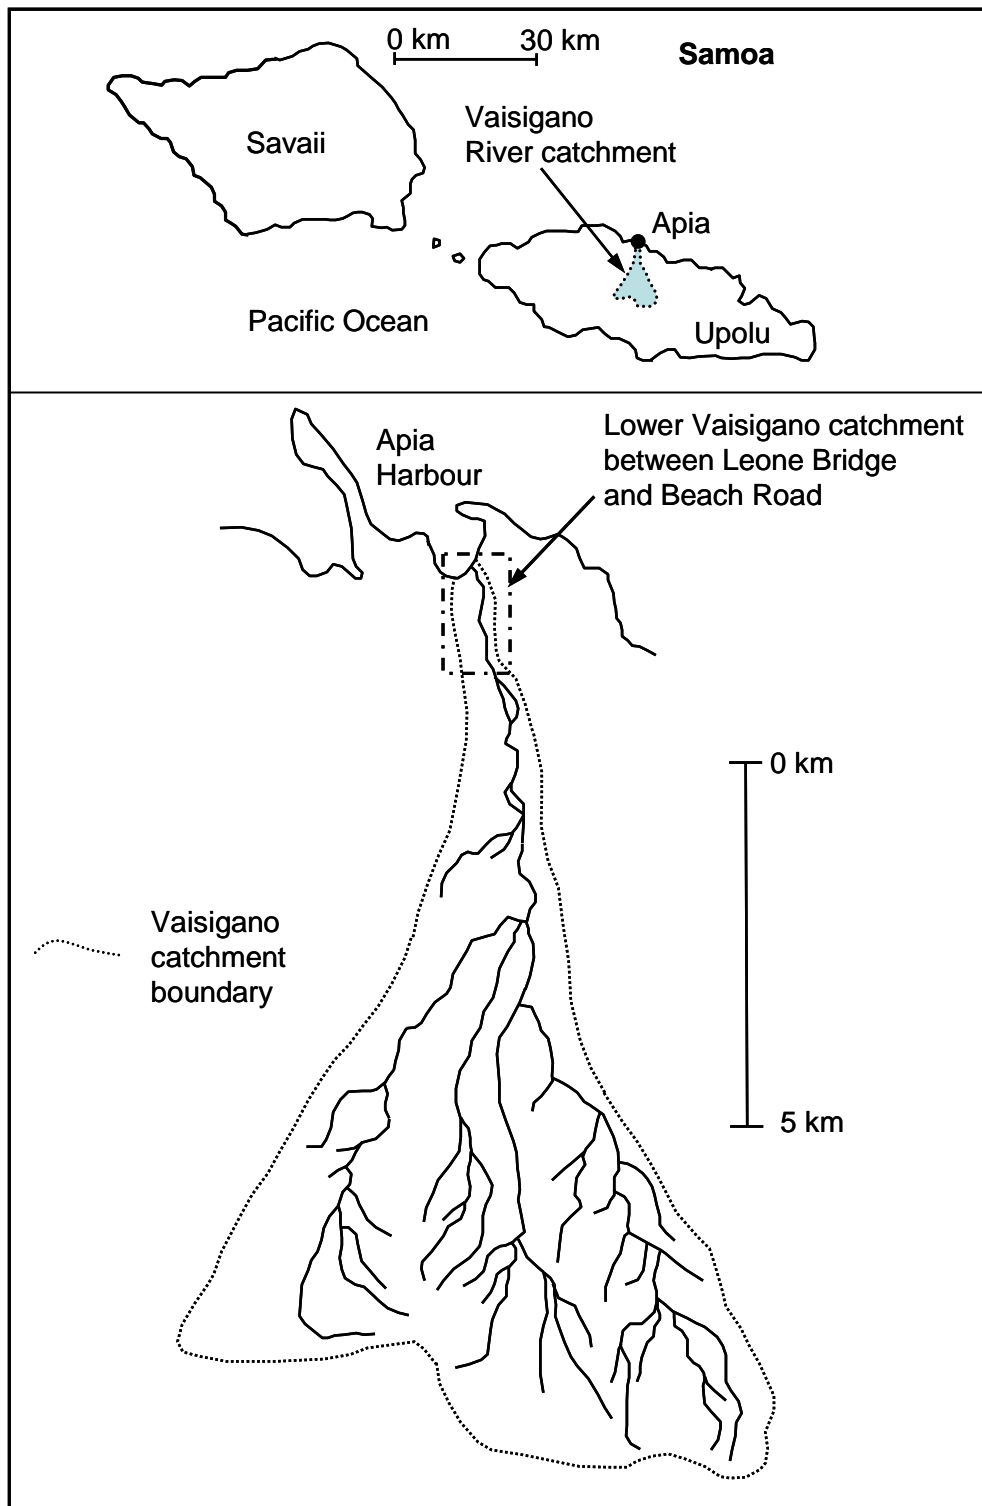 0 km
30 km
Samoa
Savaii
Vaisigano
River catchment
Apia
Pacific Ocean
Upolu
Apia
Harbour
Lower Vaisigano catchment
between Leone Bridge
and Beach Road
0 km
5 km
Vaisigano
catchment
boundary